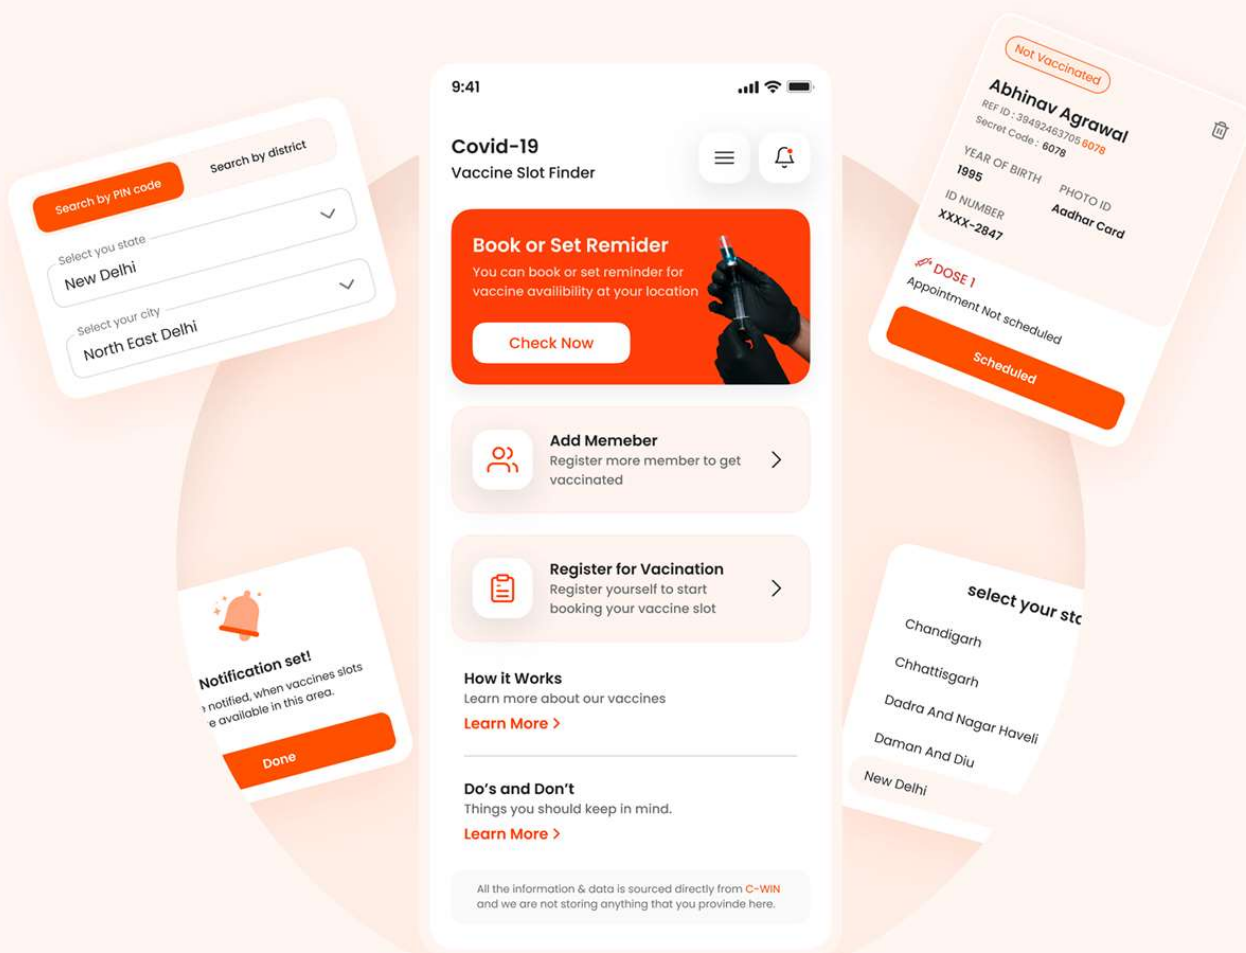 Search by PIN code
Search by district
Select you state
New Delhi
Select your city
North East Delhi
9:41
Covid-19
Vaccine Slot Finder
Book or Set Remider
You can book or set reminder for
vaccine availibility at your location
Check Now
Add Memeber
Register more member to get
vaccinated
Register for Vacination
Register yourself to start
booking your vaccine slot
How it Works
Learn more about our vaccines
Learn More >
Do's and Don't
Things you should keep in mind.
Learn More >
All the information & data is sourced directly from C-WIN
and we are not storing anything that you provinde here.
Not Vaccinated
Abhinav Agrawal
REF ID : 39492463705 6078
Secret Code : 6078
YEAR OF BIRTH
1995
PHOTO ID
Aadhar Card
ID NUMBER
XXXX-2847
DOSE 1
Appointment Not scheduled
Scheduled
Notification set!
notified, when vaccines slots
available in this area.
Done
select your
Chandigarh
Chhattisgarh
Dadra And Nagar Haveli
Daman And Diu
New Delhi